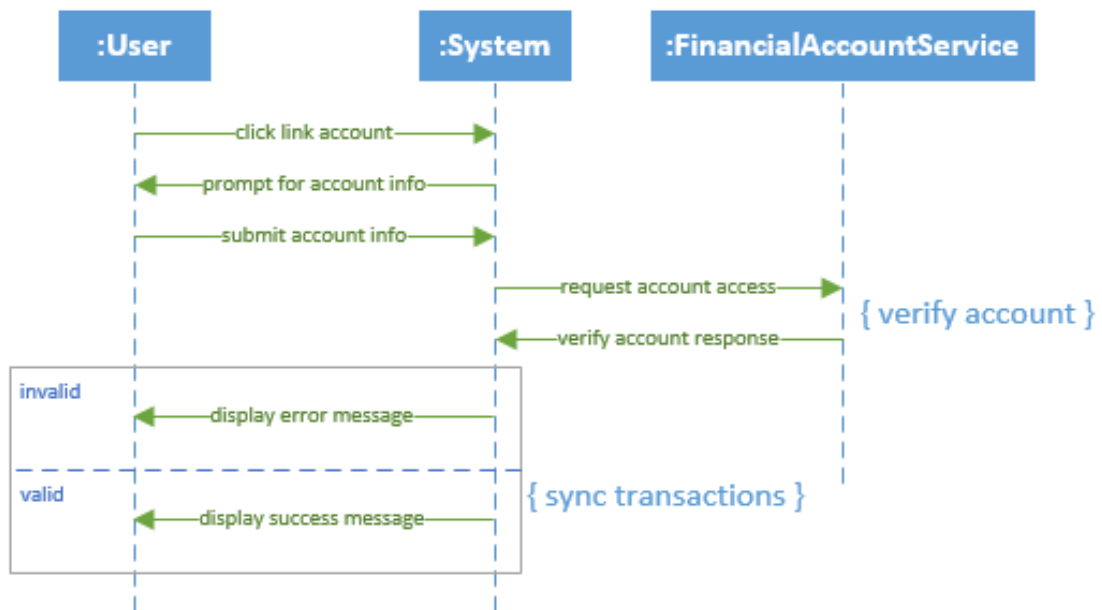 :User
:System
:FinancialAccountService
click link account
prompt for account info
submit account info
request account access
{ verify account }
verify account response
invalid
display error message
valid
{ sync transactions }
display success message